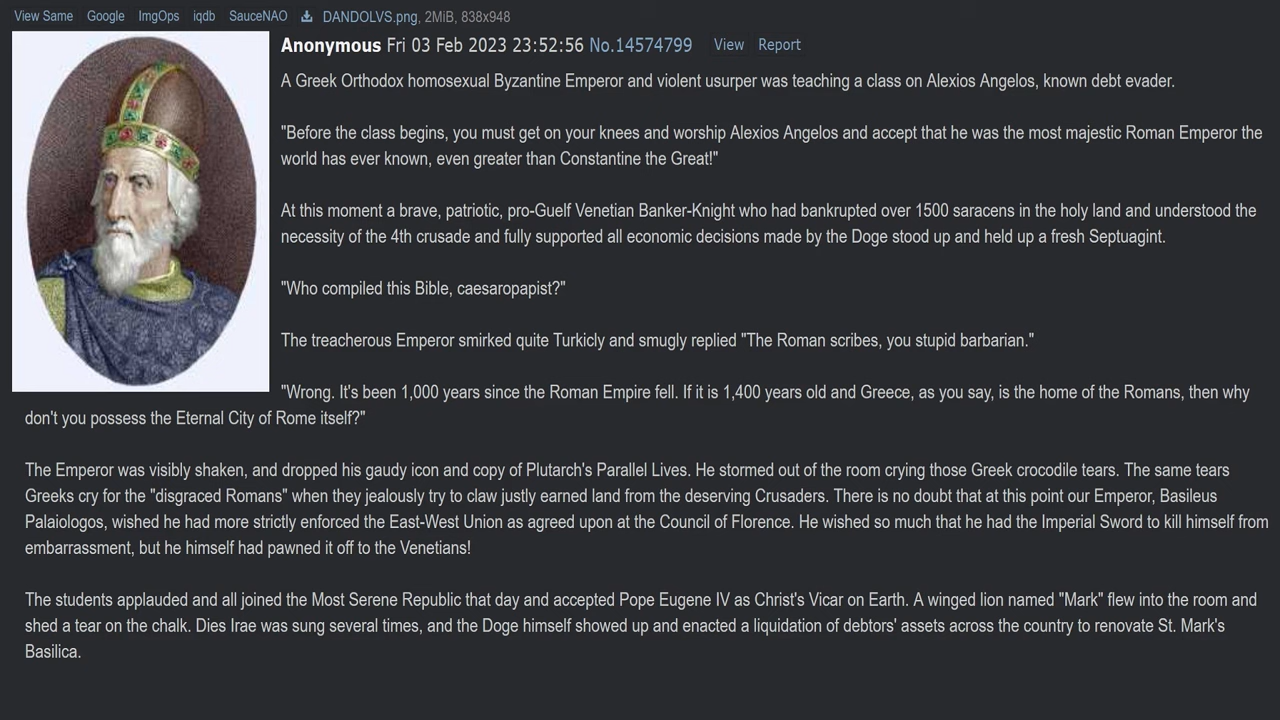 View Same Google ImgOps iqdb SauceNAO DANDOLVS.png, 2MiB, 838x948
Anonymous Fri 03 Feb 2023 23:52:56 No.14574799 View Report
A Greek Orthodox homosexual Byzantine Emperor and violent usurper was teaching a class on Alexios Angelos, known debt evader.
"Before the class begins, you must get on your knees and worship Alexios Angelos and accept that he was the most majestic Roman Emperor the
world has ever known, even greater than Constantine the Great!"
At this moment a brave, patriotic, pro-Guelf Venetian Banker-Knight who had bankrupted over 1500 saracens in the holy land and understood the
necessity of the 4th crusade and fully supported all economic decisions made by the Doge stood up and held up a fresh Septuagint.
"Who compiled this Bible, caesaropapist?"
The treacherous Emperor smirked quite Turkicly and smugly replied "The Roman scribes, you stupid barbarian."
"Wrong. It's been 1,000 years since the Roman Empire fell. If it is 1,400 years old and Greece, as you say, is the home of the Romans, then why
don't you possess the Eternal City of Rome itself?"
The Emperor was visibly shaken, and dropped his gaudy icon and copy of Plutarch's Parallel Lives. He stormed out of the room crying those Greek crocodile tears. The same tears
Greeks cry for the "disgraced Romans" when they jealously try to claw justly earned land from the deserving Crusaders. There is no doubt that at this point our Emperor, Basileus
Palaiologos, wished he had more strictly enforced the East-West Union as agreed upon at the Council of Florence. He wished so much that he had the Imperial Sword to kill himself from
embarrassment, but he himself had pawned it off to the Venetians!
The students applauded and all joined the Most Serene Republic that day and accepted Pope Eugene IV as Christ's Vicar on Earth. A winged lion named "Mark" flew into the room and
shed a tear on the chalk. Dies Irae was sung several times, and the Doge himself showed up and enacted a liquidation of debtors' assets across the country to renovate St. Mark's
Basilica.